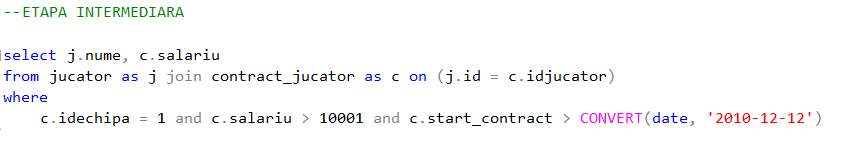 --ETAPA INTERMEDIARA
select j.nume, c.salariu
from jucator as j join contract_jucator as c on (j.id = c.idjucator)
where
c.idechipa = 1 and c.salariu > 10001 and c.start_contract > CONVERT(date, '2010-12-12')